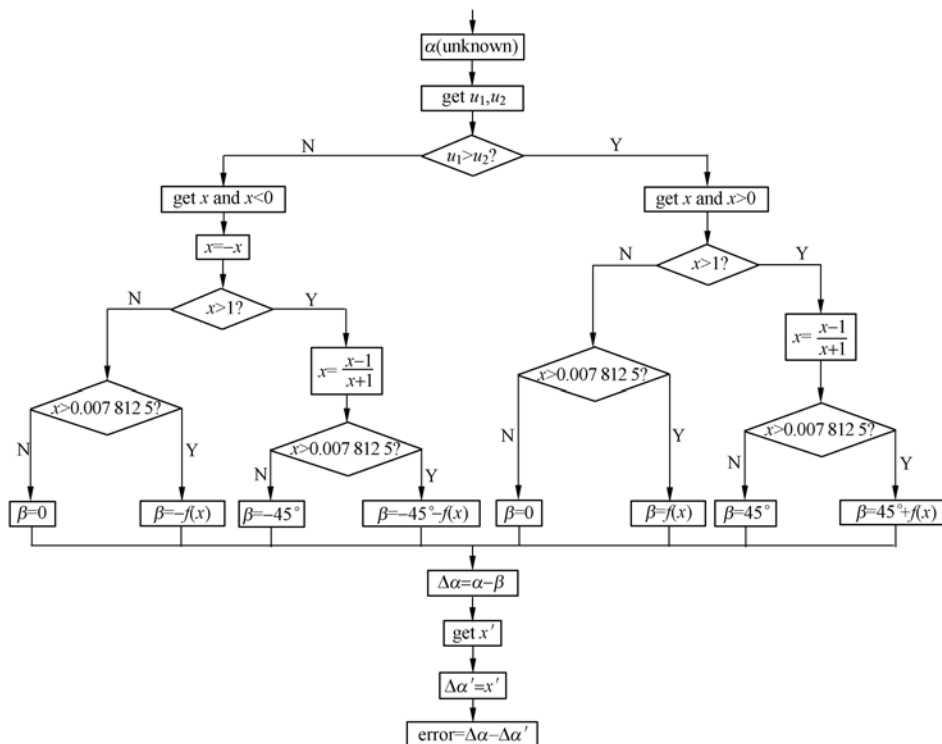 α(unknown)
get u₁,u₂
u₁>u₂?
N
Y
get x and x<0
get x and x>0
x=−x
x>1?
N
Y
x>1?
N
Y
x= x−1
x+1
x= x−1
x+1
x>0.007 812 5?
N
Y
x>0.007 812 5?
N
Y
x>0.007 812 5?
N
Y
x>0.007 812 5?
N
Y
β=0
β=−f(x)
β=−45°
β=−45°−f(x)
β=0
β=f(x)
β=45°
β=45°+f(x)
Δα=α−β
get x′
Δα′=x′
error=Δα−Δα′